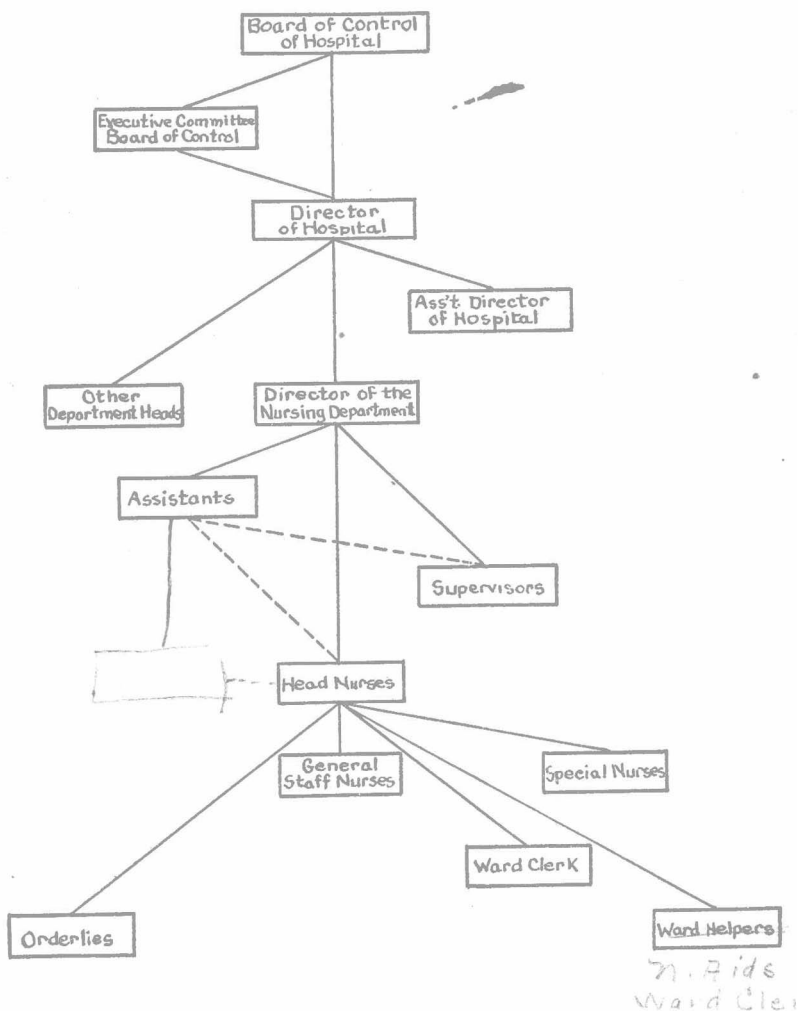 Board of Control
of Hospital
Executive Committee
Board of Control
Director
of Hospital
Ass't. Director
of Hospital
Other
Department Heads
Director of the
Nursing Department
Assistants
Supervisors
Head Nurses
General
Staff Nurses
Special Nurses
Ward Clerk
Orderlies
Ward Helpers
N. Aids
Ward Cler